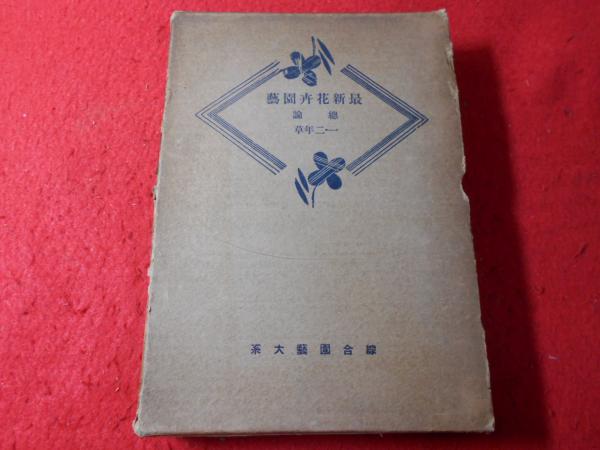 最新花卉園藝
總論
一・二年草
綜合園藝大系